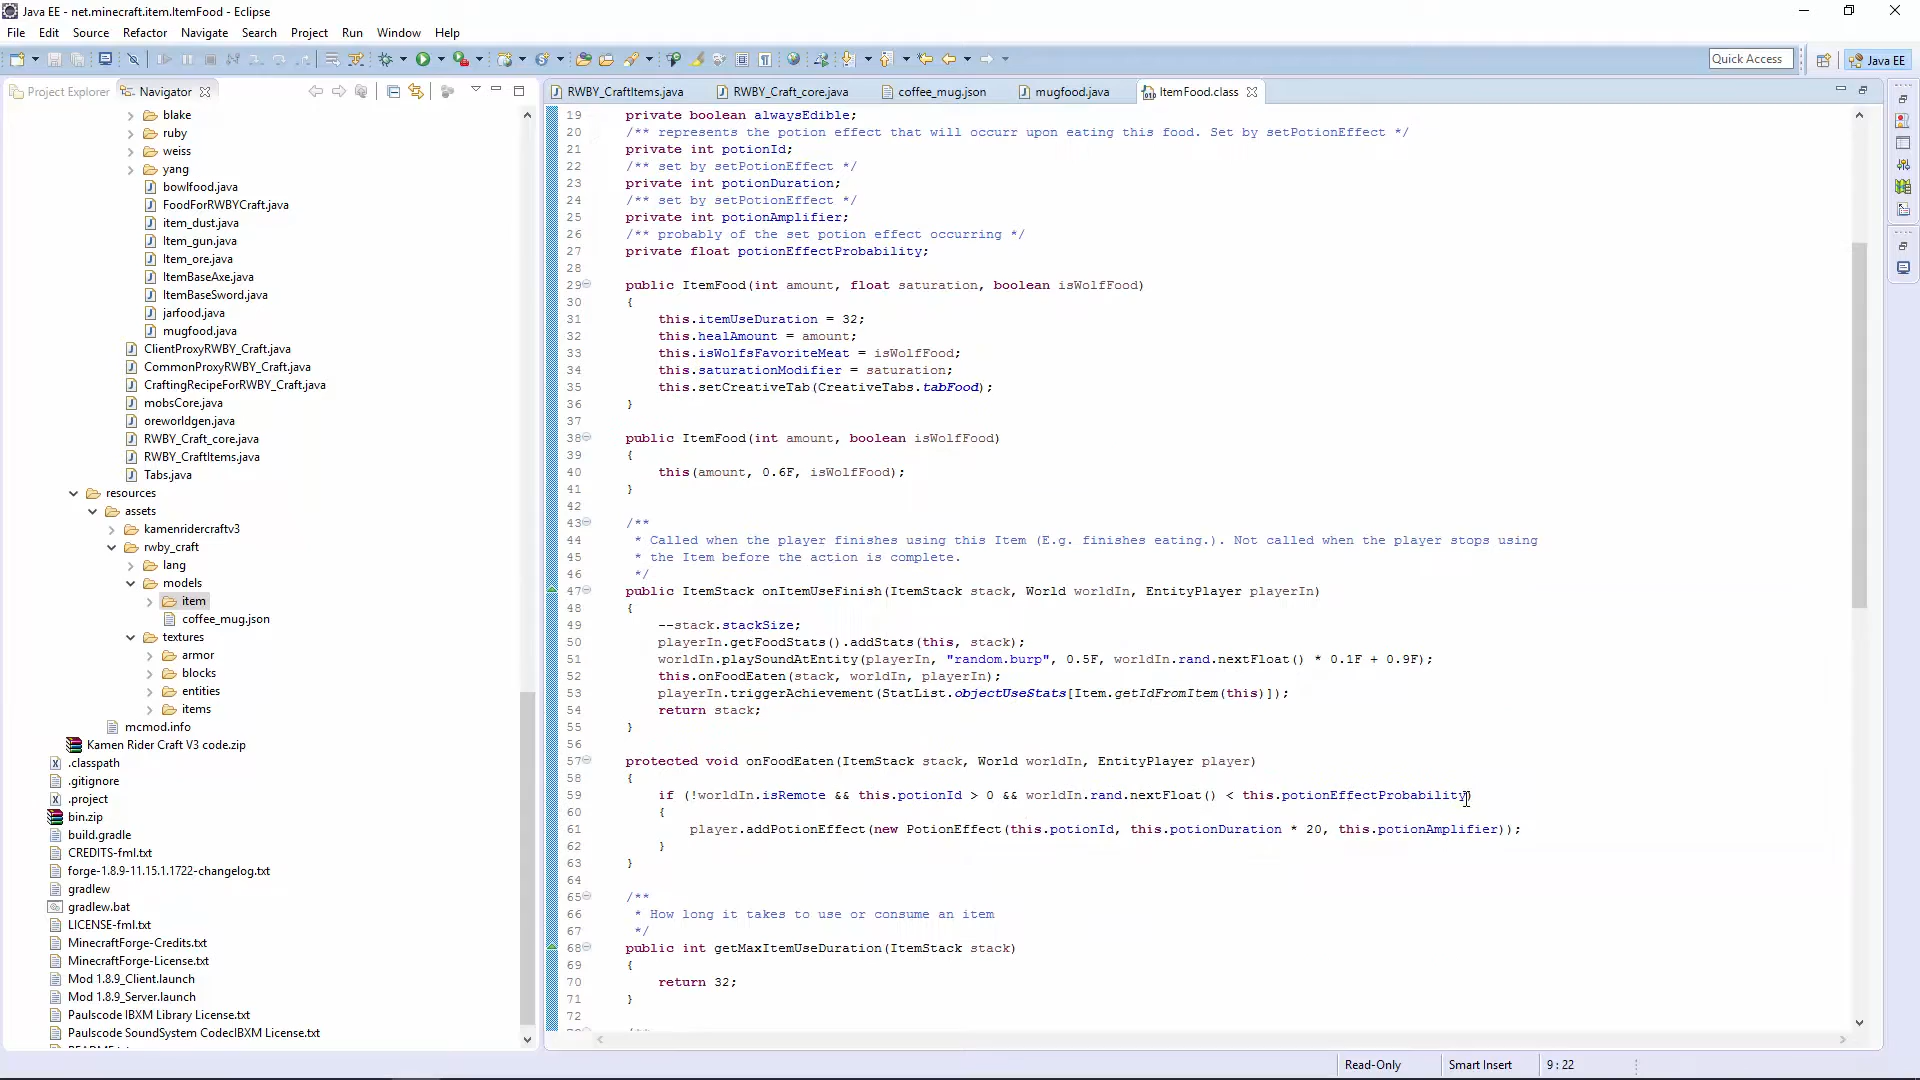 Java EE - net.minecraft.item.ItemFood - Eclipse
File Edit Source Refactor Navigate Search Project Run Window Help
Quick Access
Java EE
Project Explorer
Navigator
blake
ruby
weiss
yang
bowlfood.java
FoodForRWBYCraft.java
item_dust.java
Item_gun.java
Item_ore.java
ItemBaseAxe.java
ItemBaseSword.java
jarfood.java
mugfood.java
ClientProxyRWBY_Craft.java
CommonProxyRWBY_Craft.java
CraftingRecipeForRWBY_Craft.java
mobsCore.java
oreworldgen.java
RWBY_Craft_core.java
RWBY_CraftItems.java
Tabs.java
resources
assets
kamenridercraftv3
rwby_craft
lang
models
item
coffee_mug.json
textures
armor
blocks
entities
items
mcmod.info
Kamen Rider Craft V3 code.zip
.classpath
.gitignore
.project
bin.zip
build.gradle
CREDITS-fml.txt
forge-1.8.9-11.15.1.1722-changelog.txt
gradlew
gradlew.bat
LICENSE-fml.txt
MinecraftForge-Credits.txt
MinecraftForge-License.txt
Mod 1.8.9_Client.launch
Mod 1.8.9_Server.launch
Paulscode IBXM Library License.txt
Paulscode SoundSystem CodecIBXM License.txt
RWBY_CraftItems.java
RWBY_Craft_core.java
coffee_mug.json
mugfood.java
ItemFood.class
19 private boolean alwaysEdible;
20 /** represents the potion effect that will occurr upon eating this food. Set by setPotionEffect */
21 private int potionId;
22 /** set by setPotionEffect */
23 private int potionDuration;
24 /** set by setPotionEffect */
25 private int potionAmplifier;
26 /** probably of the set potion effect occurring */
27 private float potionEffectProbability;
28
29 public ItemFood(int amount, float saturation, boolean isWolfFood)
30 {
31 this.itemUseDuration = 32;
32 this.healAmount = amount;
33 this.isWolfsFavoriteMeat = isWolfFood;
34 this.saturationModifier = saturation;
35 this.setCreativeTab(CreativeTabs.tabFood);
36 }
37
38 public ItemFood(int amount, boolean isWolfFood)
39 {
40 this(amount, 0.6F, isWolfFood);
41 }
42
43 /**
44 * Called when the player finishes using this Item (E.g. finishes eating.). Not called when the player stops using
45 * the Item before the action is complete.
46 */
47 public ItemStack onItemUseFinish(ItemStack stack, World worldIn, EntityPlayer playerIn)
48 {
49 --stack.stackSize;
50 playerIn.getFoodStats().addStats(this, stack);
51 worldIn.playSoundAtEntity(playerIn, "random.burp", 0.5F, worldIn.rand.nextFloat() * 0.1F + 0.9F);
52 this.onFoodEaten(stack, worldIn, playerIn);
53 playerIn.triggerAchievement(StatList.objectUseStats[Item.getIdFromItem(this)]);
54 return stack;
55 }
56
57 protected void onFoodEaten(ItemStack stack, World worldIn, EntityPlayer player)
58 {
59 if (!worldIn.isRemote && this.potionId > 0 && worldIn.rand.nextFloat() < this.potionEffectProbability)
60 {
61 player.addPotionEffect(new PotionEffect(this.potionId, this.potionDuration * 20, this.potionAmplifier));
62 }
63 }
64
65 /**
66 * How long it takes to use or consume an item
67 */
68 public int getMaxItemUseDuration(ItemStack stack)
69 {
70 return 32;
71 }
72
Read-Only
Smart Insert
9 : 22